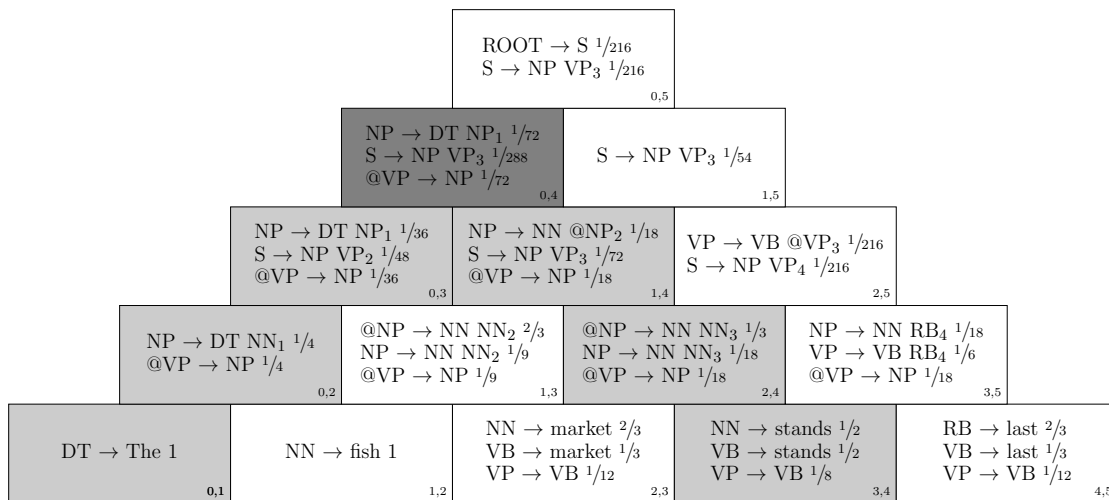 ROOT → S 1/216
S → NP VP₃ 1/216
0,5
NP → DT NP₁ 1/72
S → NP VP₃ 1/288
@VP → NP 1/72
0,4
S → NP VP₃ 1/54
1,5
NP → DT NP₁ 1/36
S → NP VP₂ 1/48
@VP → NP 1/36
0,3
NP → NN @NP₂ 1/18
S → NP VP₃ 1/72
@VP → NP 1/18
1,4
VP → VB @VP₃ 1/216
S → NP VP₄ 1/216
2,5
NP → DT NN₁ 1/4
@VP → NP 1/4
0,2
@NP → NN NN₂ 2/3
NP → NN NN₂ 1/9
@VP → NP 1/9
1,3
@NP → NN NN₃ 1/3
NP → NN NN₃ 1/18
@VP → NP 1/18
2,4
NP → NN RB₄ 1/18
VP → VB RB₄ 1/6
@VP → NP 1/18
3,5
DT → The 1
0,1
NN → fish 1
1,2
NN → market 2/3
VB → market 1/3
VP → VB 1/12
2,3
NN → stands 1/2
VB → stands 1/2
VP → VB 1/8
3,4
RB → last 2/3
VB → last 1/3
VP → VB 1/12
4,5